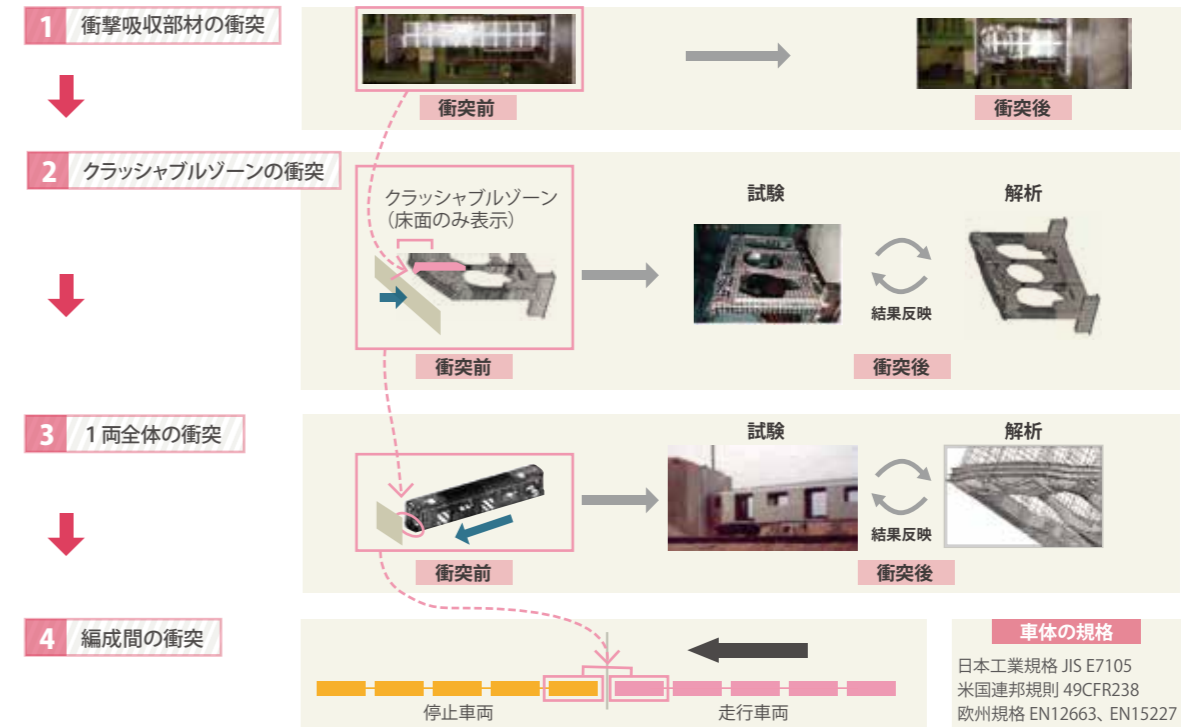 1 衝撃吸収部材の衝突
衝突前
衝突後
2 クラッシャブルゾーンの衝突
クラッシャブルゾーン
（床面のみ表示）
試験
解析
結果反映
衝突前
衝突後
3 1両全体の衝突
試験
解析
結果反映
衝突前
衝突後
4 編成間の衝突
停止車両
走行車両
車体の規格
日本工業規格 JIS E7105
米国連邦規則 49CFR238
欧州規格 EN12663、EN15227